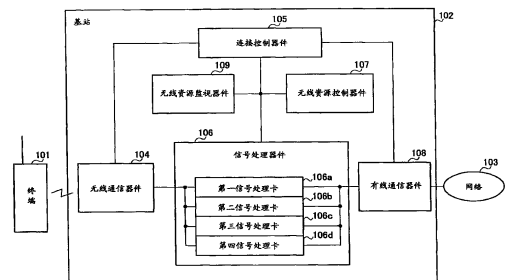 基站
102
105
连接控制器件
109
无线资源监视器件
107
无线资源控制器件
106
信号处理器件
101
终端
104
无线通信器件
106a
第一信号处理卡
106b
第二信号处理卡
106c
第三信号处理卡
106d
第四信号处理卡
108
有线通信器件
103
网络